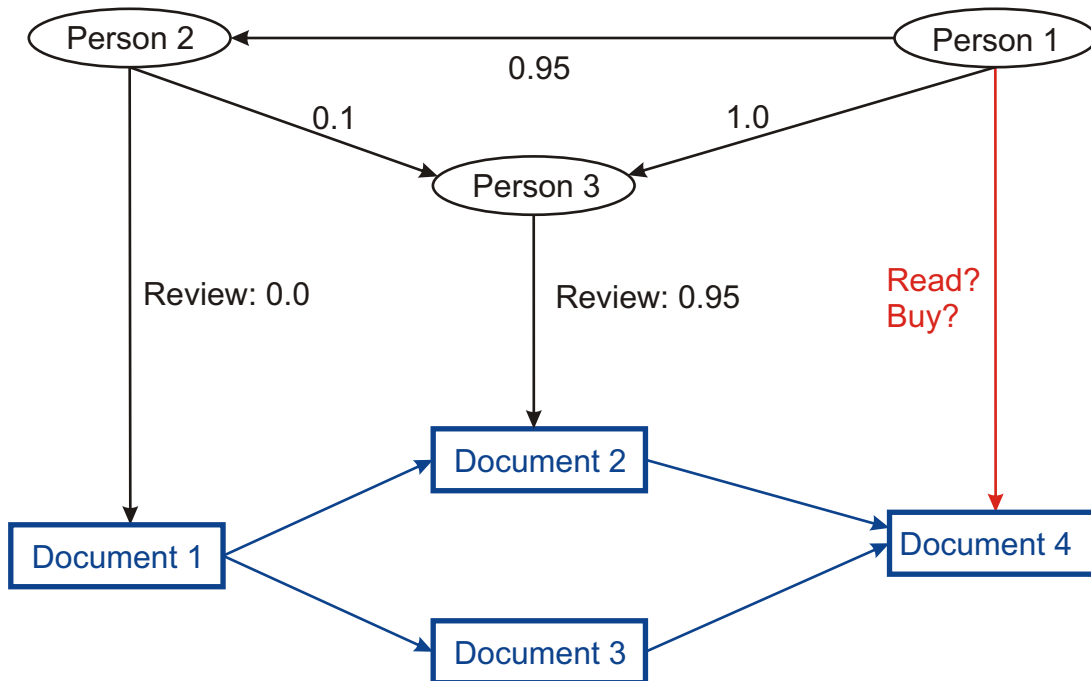 Person 2
Person 1
0.95
0.1
1.0
Person 3
Review: 0.0
Review: 0.95
Read?
Buy?
Document 2
Document 1
Document 4
Document 3